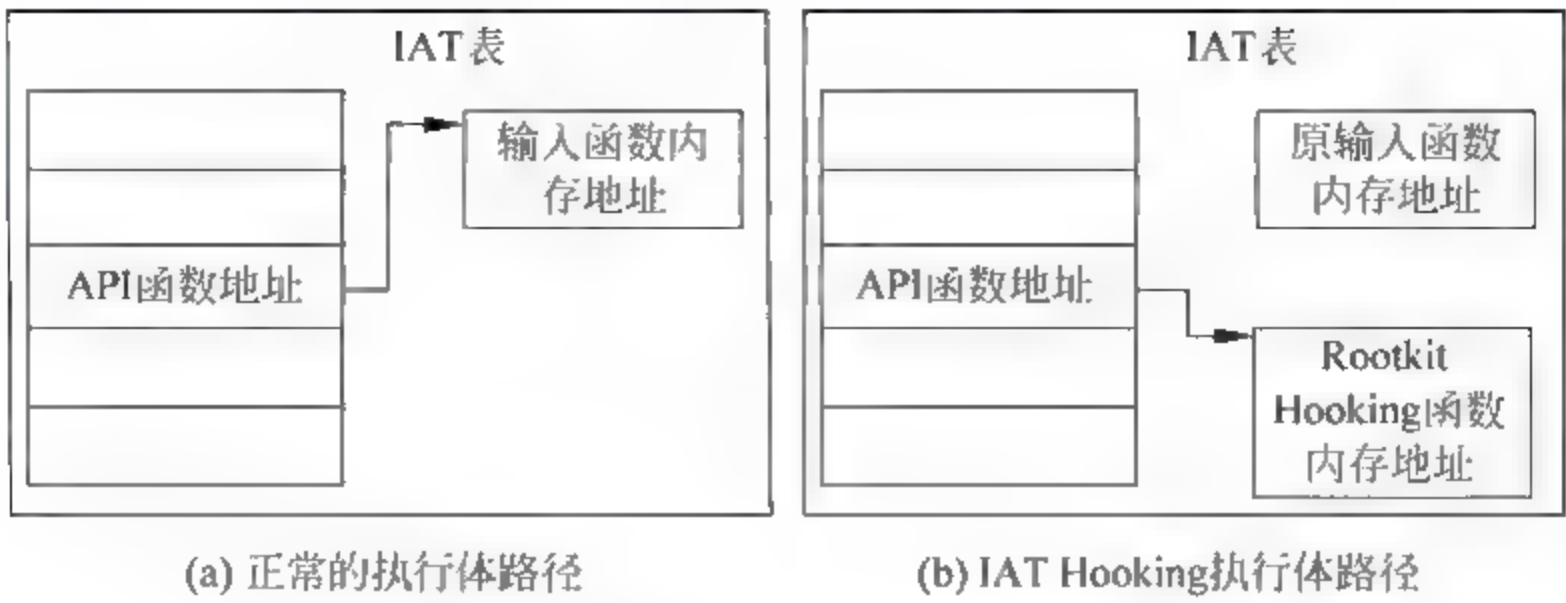 IAT表
输入函数内
存地址
API函数地址
(a) 正常的执行体路径
IAT表
原输入函数
内存地址
API函数地址
Rootkit
Hooking函数
内存地址
(b) IAT Hooking执行体路径